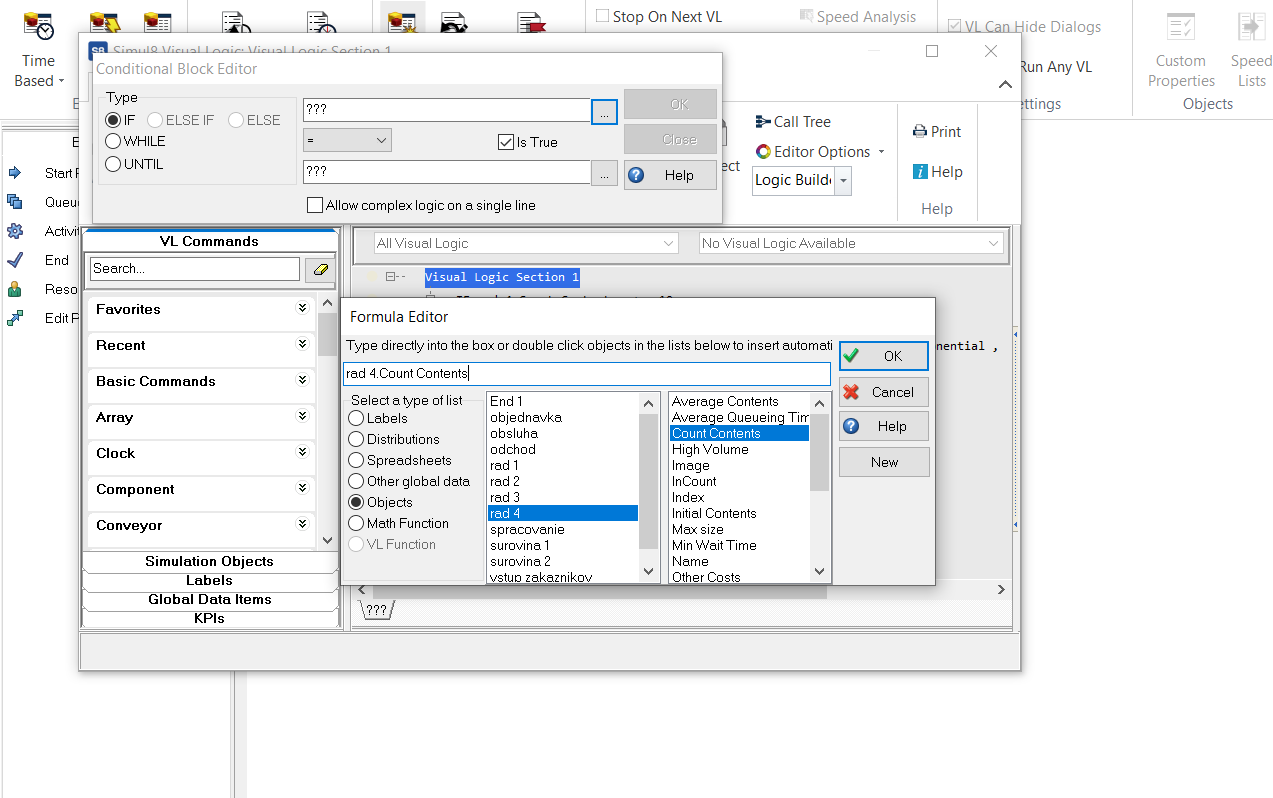 Stop On Next VL
Speed Analysis
VL Can Hide Dialogs
Time
Based
Run Any VL
Custom
Properties
Speed
Lists
Objects
Simul8 Visual Logic: Visual Logic Section 1
Conditional Block Editor
Type
IF
ELSE IF
ELSE
WHILE
UNTIL
???
...
=
Is True
???
...
Allow complex logic on a single line
OK
Close
Help
Call Tree
Editor Options
Logic Builde
Print
Help
Help
Start
End
VL Commands
Search...
Favorites
Recent
Basic Commands
Array
Clock
Component
Conveyor
Simulation Objects
Labels
Global Data Items
KPIs
All Visual Logic
No Visual Logic Available
Visual Logic Section 1
nential ,
Formula Editor
Type directly into the box or double click objects in the lists below to insert automati
rad 4.Count Contents
Select a type of list
Labels
Distributions
Spreadsheets
Other global data
Objects
Math Function
VL Function
End 1
objednavka
obsluha
odchod
rad 1
rad 2
rad 3
rad 4
spracovanie
surovina 1
surovina 2
vstup zakaznikov
Average Contents
Average Queueing Tim
Count Contents
High Volume
Image
InCount
Index
Initial Contents
Max size
Min Wait Time
Name
Other Costs
OK
Cancel
Help
New
???